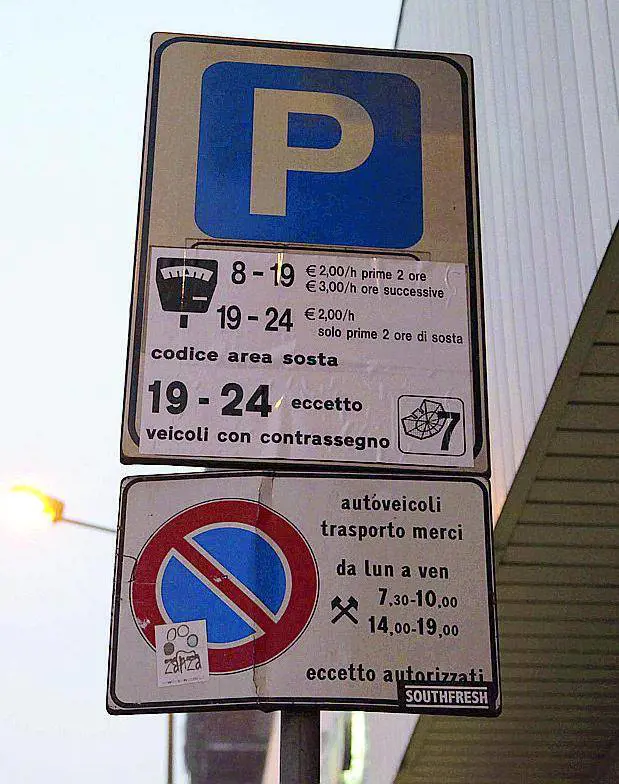 P
8 - 19 € 2,00/h prime 2 ore
€ 3,00/h ore successive
19 - 24 € 2,00/h
solo prime 2 ore di sosta
codice area sosta
19 - 24 eccetto
veicoli con contrassegno 7
autoveicoli
trasporto merci
da lun a ven
7,30-10,00
14,00-19,00
eccetto autorizzati
SOUTHFRESH
zanza